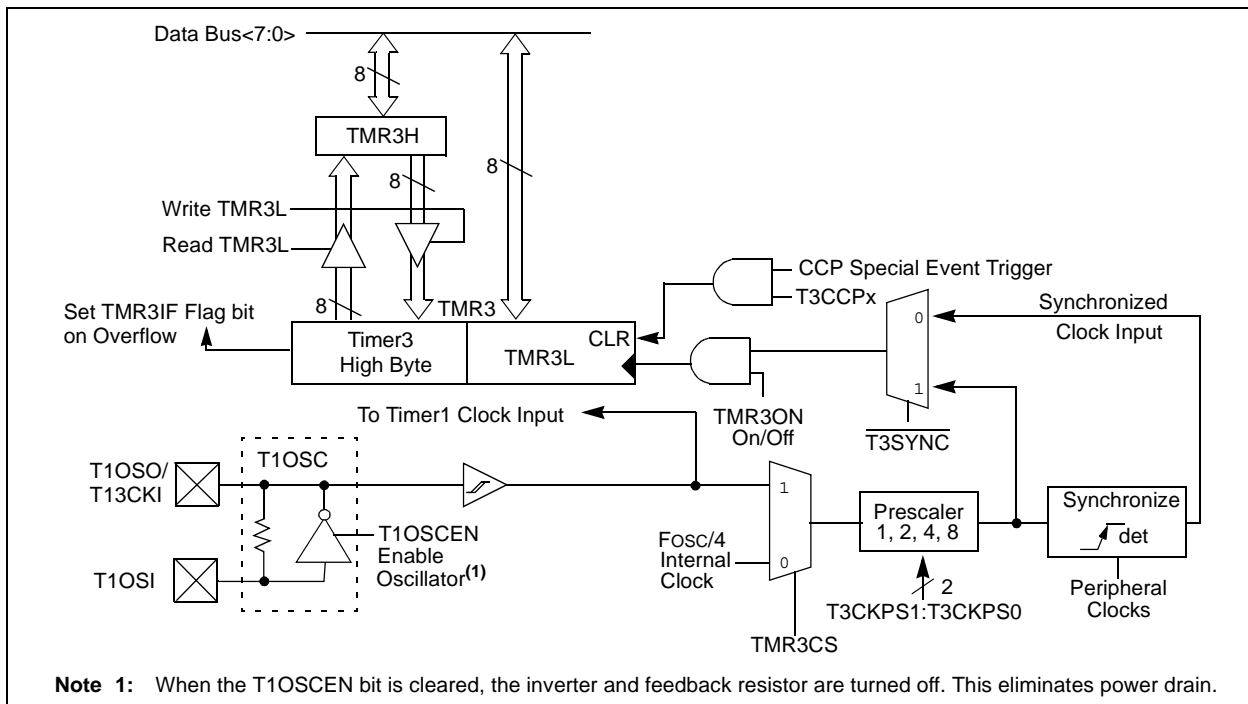 Data Bus<7:0>
8
TMR3H
8
8
Write TMR3L
Read TMR3L
8
TMR3
CCP Special Event Trigger
T3CCPx
Set TMR3IF Flag bit
on Overflow
Timer3
High Byte
TMR3L
CLR
0
1
Synchronized
Clock Input
TMR3ON
On/Off
T3SYNC
To Timer1 Clock Input
T1OSO/
T13CKI
T1OSC
T1OSCEN
Enable
Oscillator(1)
T1OSI
1
0
FOSC/4
Internal
Clock
Prescaler
1, 2, 4, 8
Synchronize
det
2
T3CKPS1:T3CKPS0
Peripheral
Clocks
TMR3CS
Note 1: When the T1OSCEN bit is cleared, the inverter and feedback resistor are turned off. This eliminates power drain.